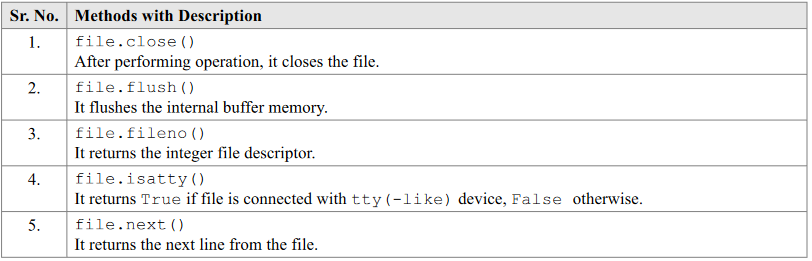 Sr. No. Methods with Description
1. file.close()
After performing operation, it closes the file.
2. file.flush()
It flushes the internal buffer memory.
3. file.fileno()
It returns the integer file descriptor.
4. file.isatty()
It returns True if file is connected with tty(-like) device, False otherwise.
5. file.next()
It returns the next line from the file.